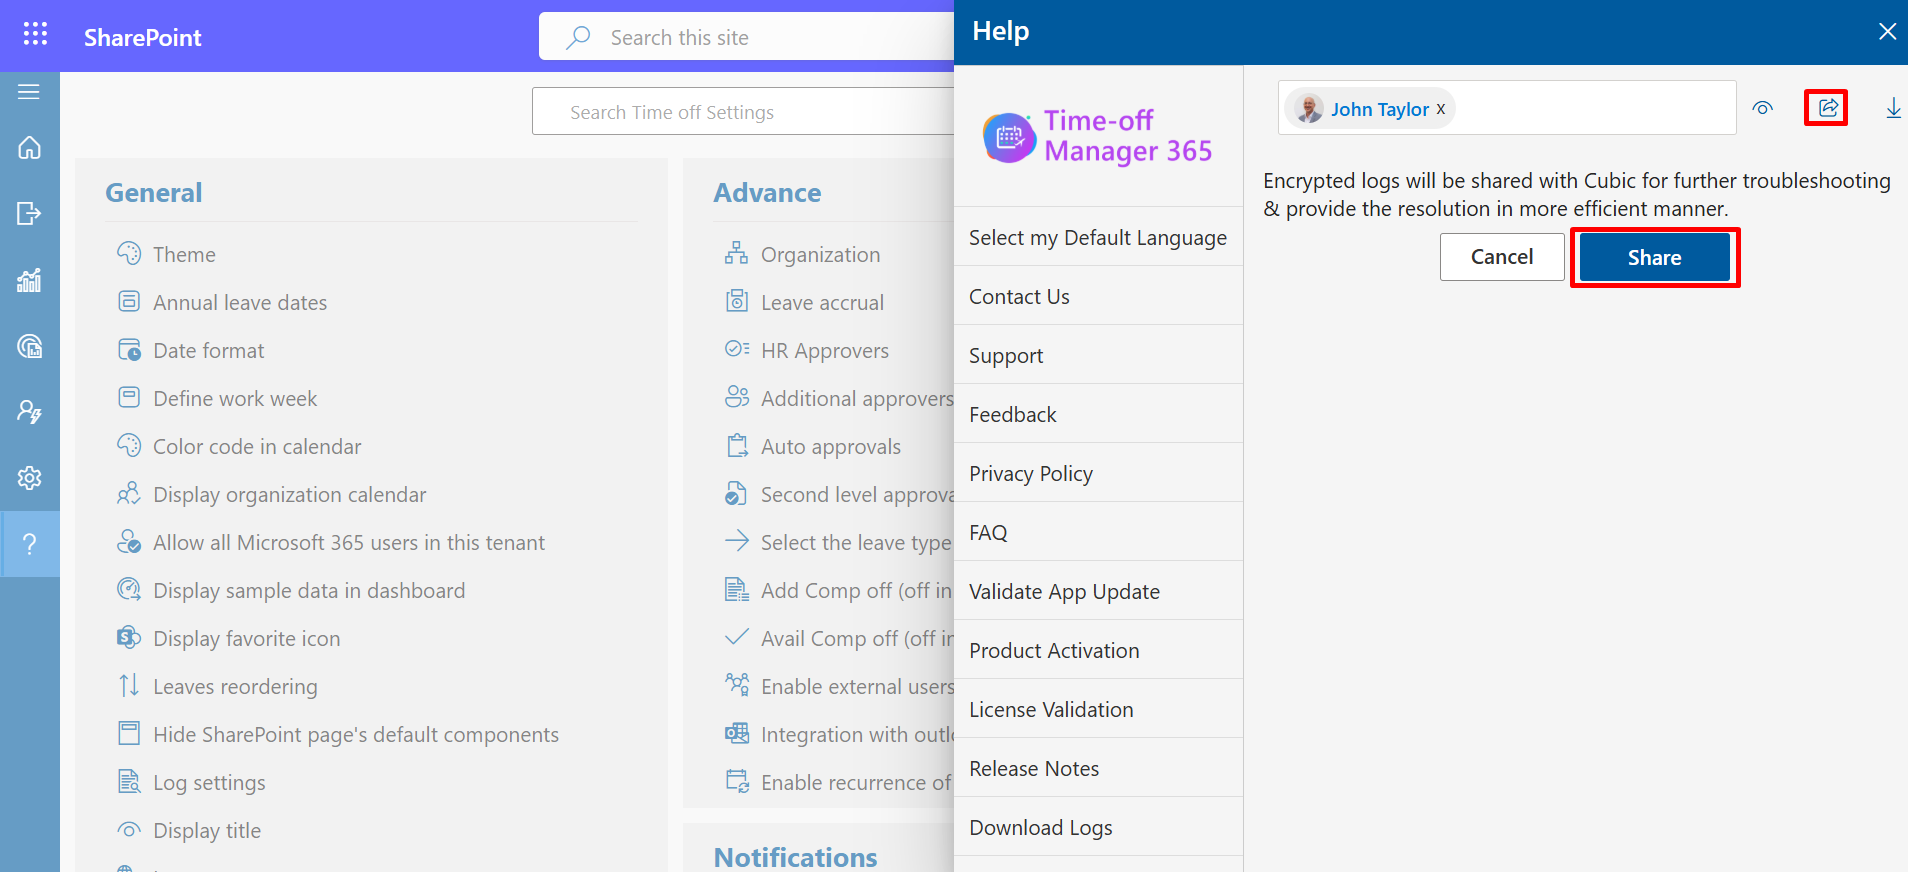 SharePoint
Search this site
Help
Search Time off Settings
John Taylor x
Time-off
Manager 365
Encrypted logs will be shared with Cubic for further troubleshooting
& provide the resolution in more efficient manner.
Cancel
Share
General
Theme
Annual leave dates
Date format
Define work week
Color code in calendar
Display organization calendar
Allow all Microsoft 365 users in this tenant
Display sample data in dashboard
Display favorite icon
Leaves reordering
Hide SharePoint page's default components
Log settings
Display title
Advance
Organization
Leave accrual
HR Approvers
Additional approvers
Auto approvals
Second level approva
Select the leave type
Add Comp off (off in
Avail Comp off (off in
Enable external users
Integration with outl
Enable recurrence of
Notifications
Select my Default Language
Contact Us
Support
Feedback
Privacy Policy
FAQ
Validate App Update
Product Activation
License Validation
Release Notes
Download Logs